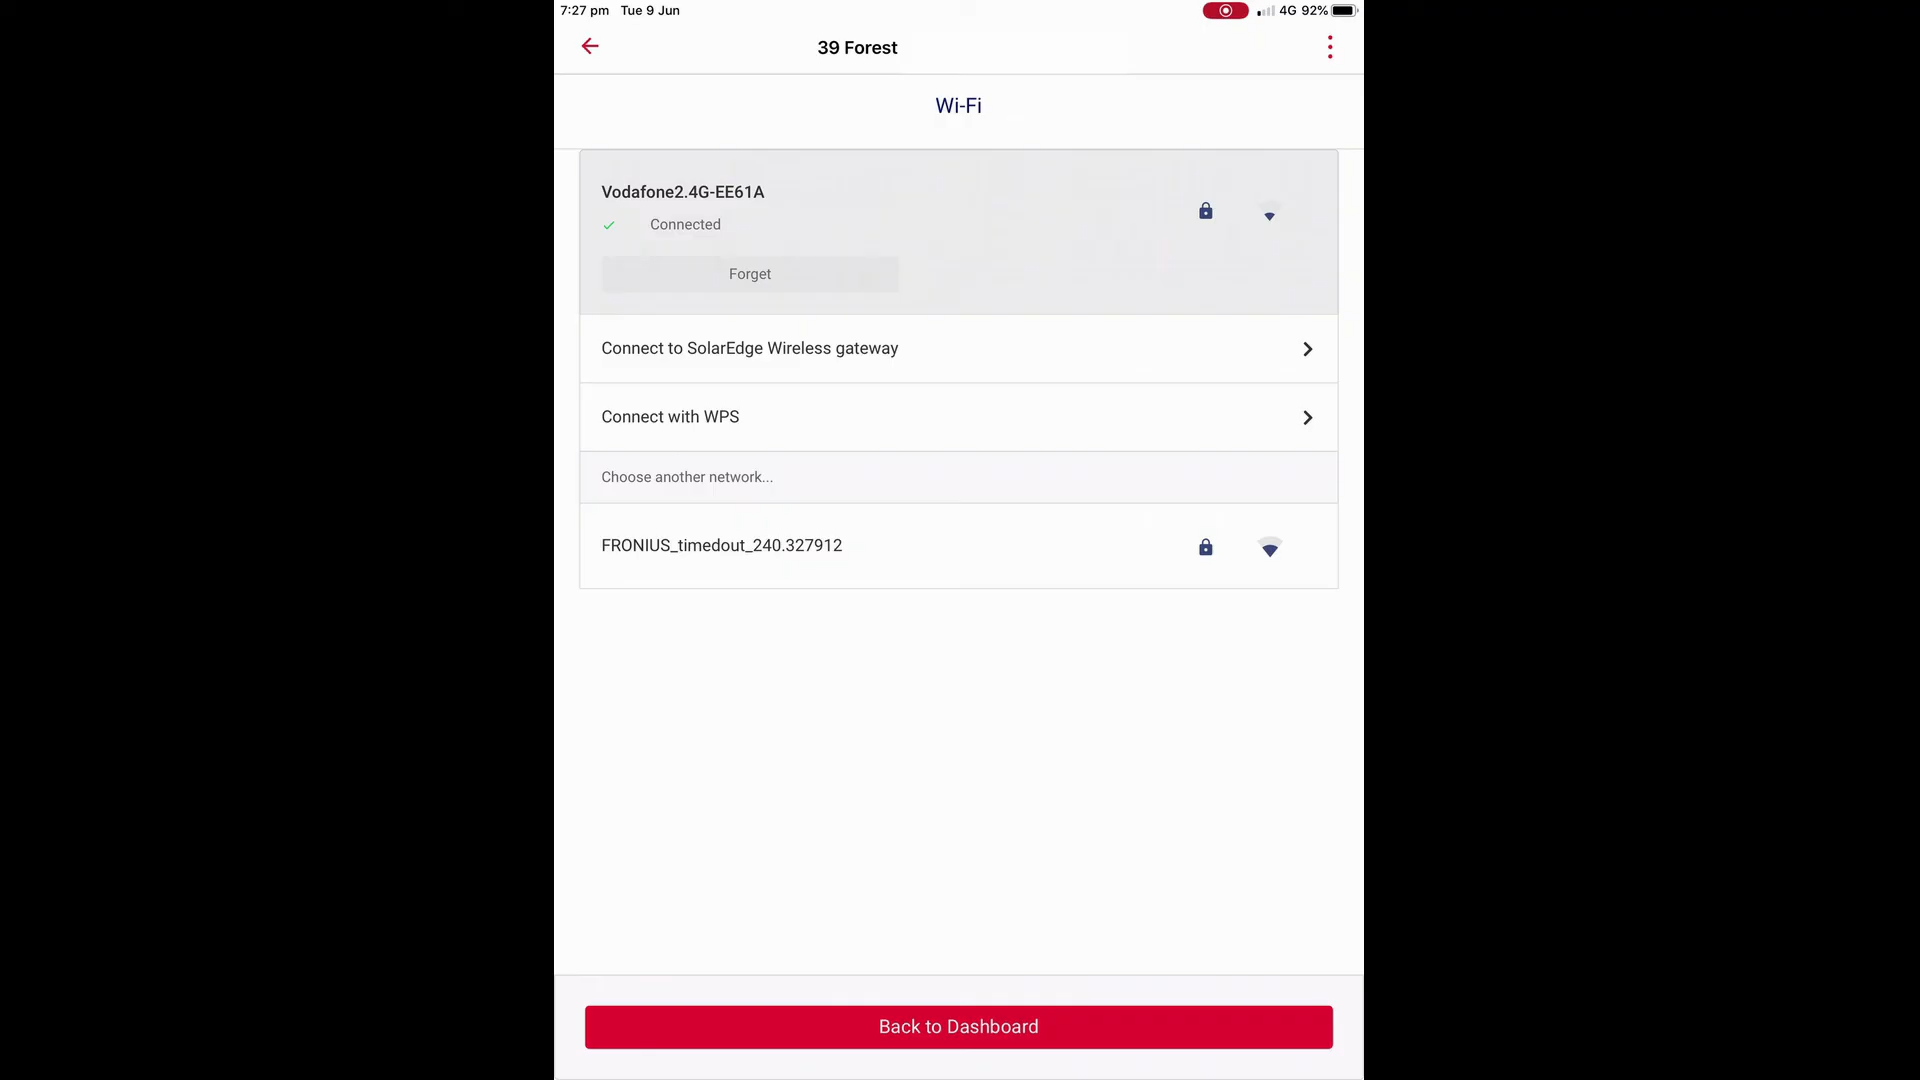 7:27 pm Tue 9 Jun 4G 92%
39 Forest
Wi-Fi
Vodafone2.4G-EE61A
Connected
Forget
Connect to SolarEdge Wireless gateway
Connect with WPS
Choose another network...
FRONIUS_timedout_240.327912
Back to Dashboard